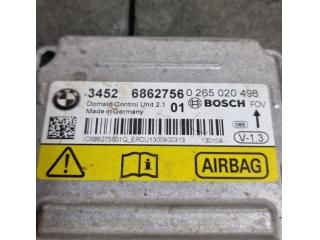 3452 6862756 0 265 020 498
Domain Control Unit 2.1 01 BOSCH FOV
Made in Germany
V-1.3
IC686275601Q_ERDU1300800313 130108
AIRBAG